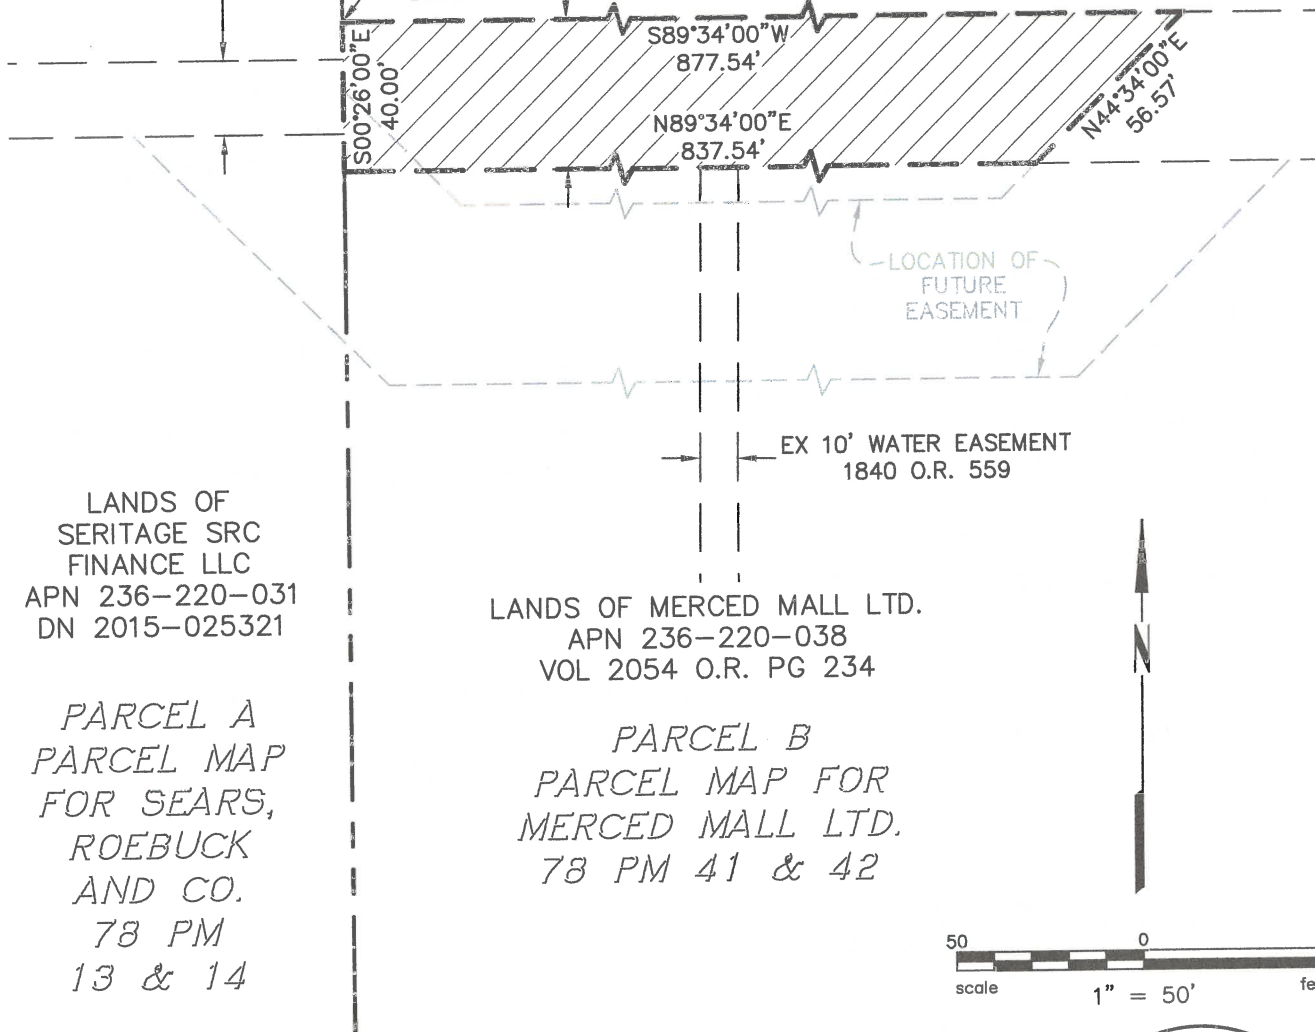 S89°34'00"W
877.54'
S00°26'00"E
40.00'
N44°34'00"E
56.57'
N89°34'00"E
837.54'
LOCATION OF
FUTURE
EASEMENT
EX 10' WATER EASEMENT
1840 O.R. 559
LANDS OF
SERITAGE SRC
FINANCE LLC
APN 236-220-031
DN 2015-025321
LANDS OF MERCED MALL LTD.
APN 236-220-038
VOL 2054 O.R. PG 234
N
PARCEL A
PARCEL MAP
FOR SEARS,
ROEBUCK
AND CO.
78 PM
13 & 14
PARCEL B
PARCEL MAP FOR
MERCED MALL LTD.
78 PM 41 & 42
50 0
scale fe
1" = 50'